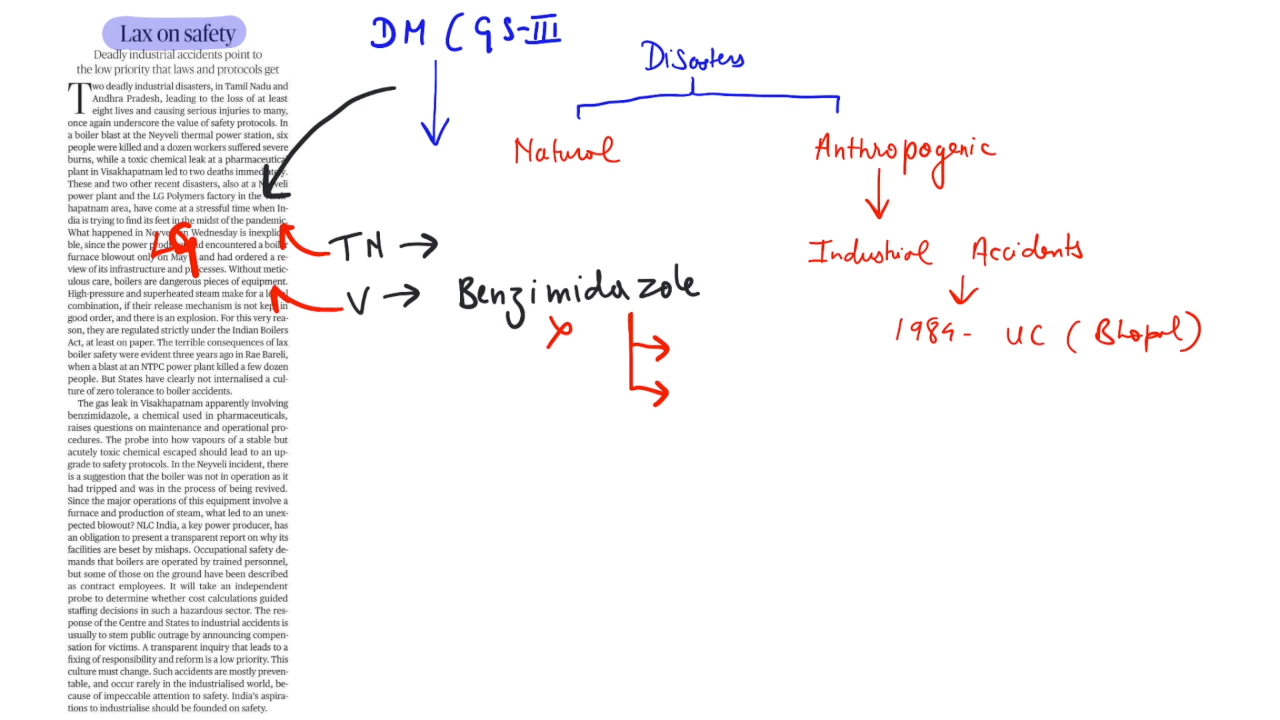 Lax on safety
Deadly industrial accidents point to
the low priority that laws and protocols get
Two deadly industrial disasters, in Tamil Nadu and
Andhra Pradesh, leading to the loss of at least
eight lives and causing serious injuries to many,
once again underscore the value of safety protocols. In
a boiler blast at the Neyveli thermal power station, six
people were killed and a dozen workers suffered severe
burns, while a toxic chemical leak at a pharmaceutical
plant in Visakhapatnam led to two deaths immediately.
These and two other recent disasters, also at a Neyveli
power plant and the LG Polymers factory in the
hapatnam area, have come at a stressful time when In-
dia is trying to find its feet in the midst of the pandemic.
What happened in Neyveli on Wednesday is inexplica-
ble, since the power producer had encountered a boiler
furnace blowout only on May and had ordered a re-
view of its infrastructure and processes. Without metic-
ulous care, boilers are dangerous pieces of equipment.
High-pressure and superheated steam make for a lethal
combination, if their release mechanism is not kept in
good order, and there is an explosion. For this very rea-
son, they are regulated strictly under the Indian Boilers
Act, at least on paper. The terrible consequences of lax
boiler safety were evident three years ago in Rae Bareli,
when a blast at an NTPC power plant killed a few dozen
people. But States have clearly not internalised a cul-
ture of zero tolerance to boiler accidents.
The gas leak in Visakhapatnam apparently involving
benzimidazole, a chemical used in pharmaceuticals,
raises questions on maintenance and operational pro-
cedures. The probe into how vapours of a stable but
acutely toxic chemical escaped should lead to an up-
grade to safety protocols. In the Neyveli incident, there
is a suggestion that the boiler was not in operation as it
had tripped and was in the process of being revived.
Since the major operations of this equipment involve a
furnace and production of steam, what led to an unex-
pected blowout? NLC India, a key power producer, has
an obligation to present a transparent report on why its
facilities are beset by mishaps. Occupational safety de-
mands that boilers are operated by trained personnel,
but some of those on the ground have been described
as contract employees. It will take an independent
probe to determine whether cost calculations guided
staffing decisions in such a hazardous sector. The res-
ponse of the Centre and States to industrial accidents is
usually to stem public outrage by announcing compen-
sation for victims. A transparent inquiry that leads to a
fixing of responsibility and reform is a low priority. This
culture must change. Such accidents are mostly preven-
table, and occur rarely in the industrialised world, be-
cause of impeccable attention to safety. India's aspira-
tions to industrialise should be founded on safety.
LG
DM ( GS-III
TN →
V → Benzimidazole
Disasters
Natural
Anthropogenic
Industrial Accidents
1984 - UC ( Bhopal )